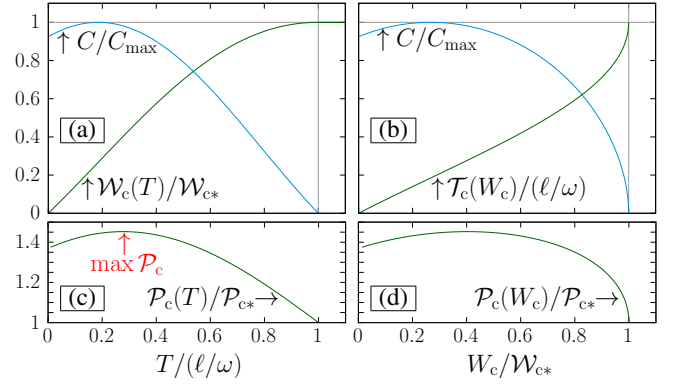 1
0.8
0.6
0.4
0.2
0
↑ C/C_max
(a)
↑ 𝒲_c(T)/𝒲_c*
↑ C/C_max
(b)
↑ 𝒯_c(W_c)/(ℓ/ω)
1.4
1.2
1
↑
max 𝒫_c
(c)
𝒫_c(T)/𝒫_c* →
(d)
𝒫_c(W_c)/𝒫_c* →
0 0.2 0.4 0.6 0.8 1
0 0.2 0.4 0.6 0.8 1
T/(ℓ/ω)
W_c/𝒲_c*